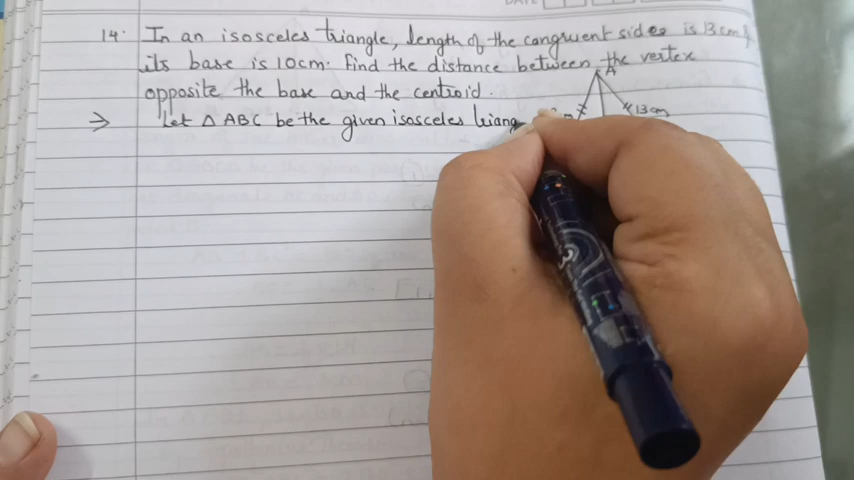 DATE
14. In an isosceles triangle, length of the congruent sides is 13cm &
its base is 10cm. Find the distance between the vertex
opposite the base and the centroid.
A
⇒ Let △ ABC be the given isosceles triang
13cm